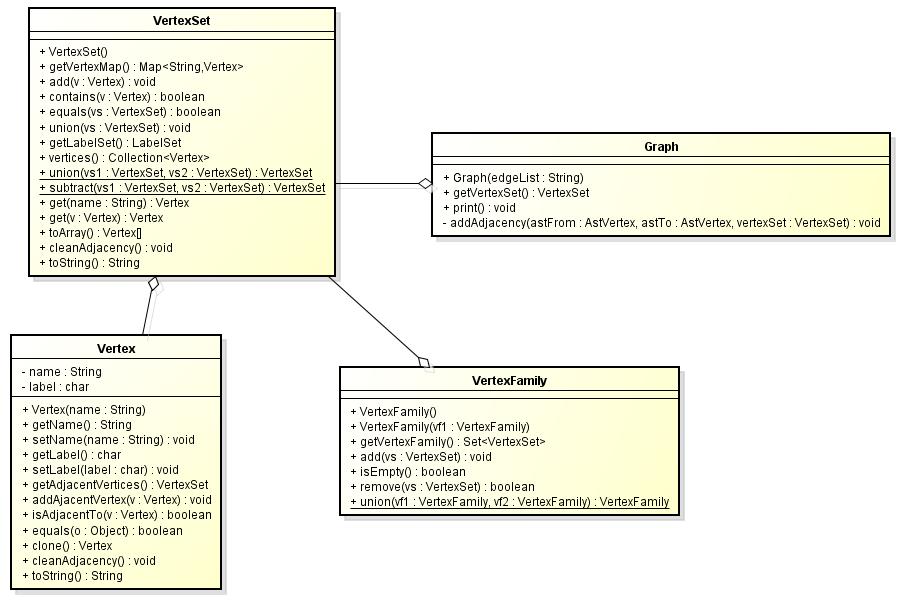 VertexSet
+ VertexSet()
+ getVertexMap() : Map<String,Vertex>
+ add(v : Vertex) : void
+ contains(v : Vertex) : boolean
+ equals(vs : VertexSet) : boolean
+ union(vs : VertexSet) : void
+ getLabelSet() : LabelSet
+ vertices() : Collection<Vertex>
+ union(vs1 : VertexSet, vs2 : VertexSet) : VertexSet
+ subtract(vs1 : VertexSet, vs2 : VertexSet) : VertexSet
+ get(name : String) : Vertex
+ get(v : Vertex) : Vertex
+ toArray() : Vertex[]
+ cleanAdjacency() : void
+ toString() : String
Graph
+ Graph(edgeList : String)
+ getVertexSet() : VertexSet
+ print() : void
- addAdjacency(astFrom : AstVertex, astTo : AstVertex, vertexSet : VertexSet) : void
Vertex
- name : String
- label : char
+ Vertex(name : String)
+ getName() : String
+ setName(name : String) : void
+ getLabel() : char
+ setLabel(label : char) : void
+ getAdjacentVertices() : VertexSet
+ addAjacentVertex(v : Vertex) : void
+ isAdjacentTo(v : Vertex) : boolean
+ equals(o : Object) : boolean
+ clone() : Vertex
+ cleanAdjacency() : void
+ toString() : String
VertexFamily
+ VertexFamily()
+ VertexFamily(vf1 : VertexFamily)
+ getVertexFamily() : Set<VertexSet>
+ add(vs : VertexSet) : void
+ isEmpty() : boolean
+ remove(vs : VertexSet) : boolean
+ union(vf1 : VertexFamily, vf2 : VertexFamily) : VertexFamily